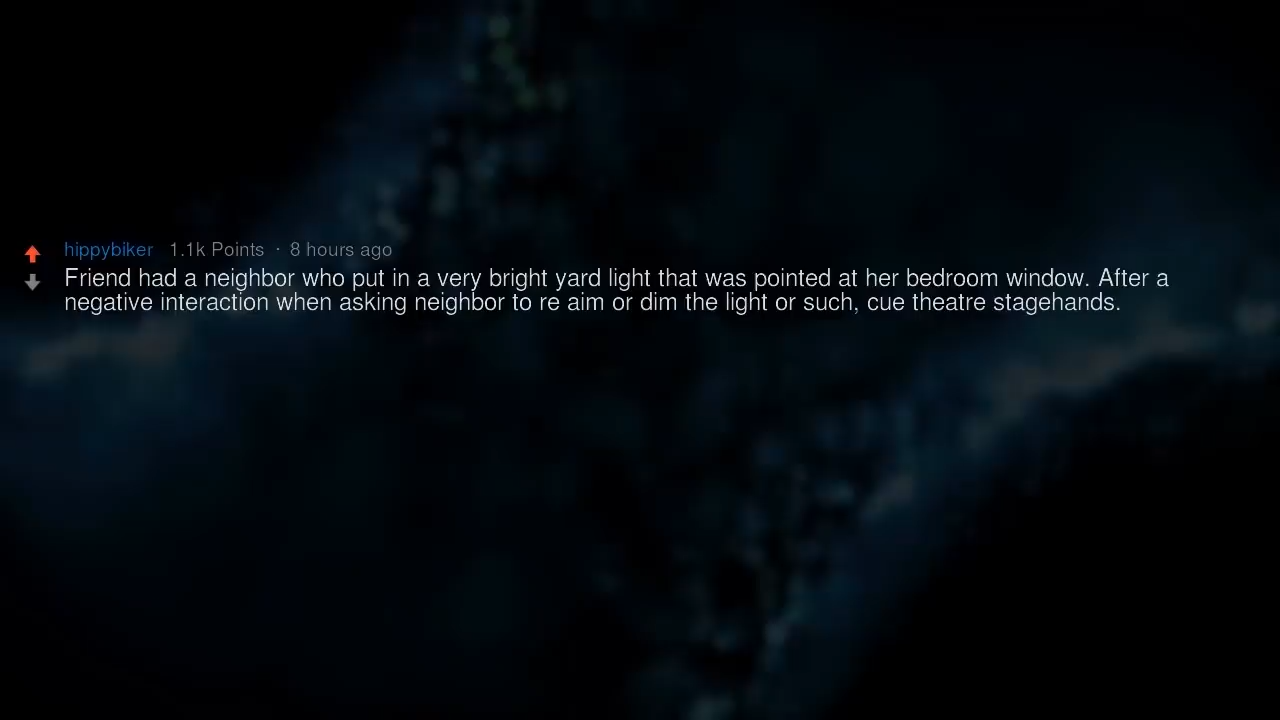 hippybiker 1.1k Points · 8 hours ago
Friend had a neighbor who put in a very bright yard light that was pointed at her bedroom window. After a
negative interaction when asking neighbor to re aim or dim the light or such, cue theatre stagehands.